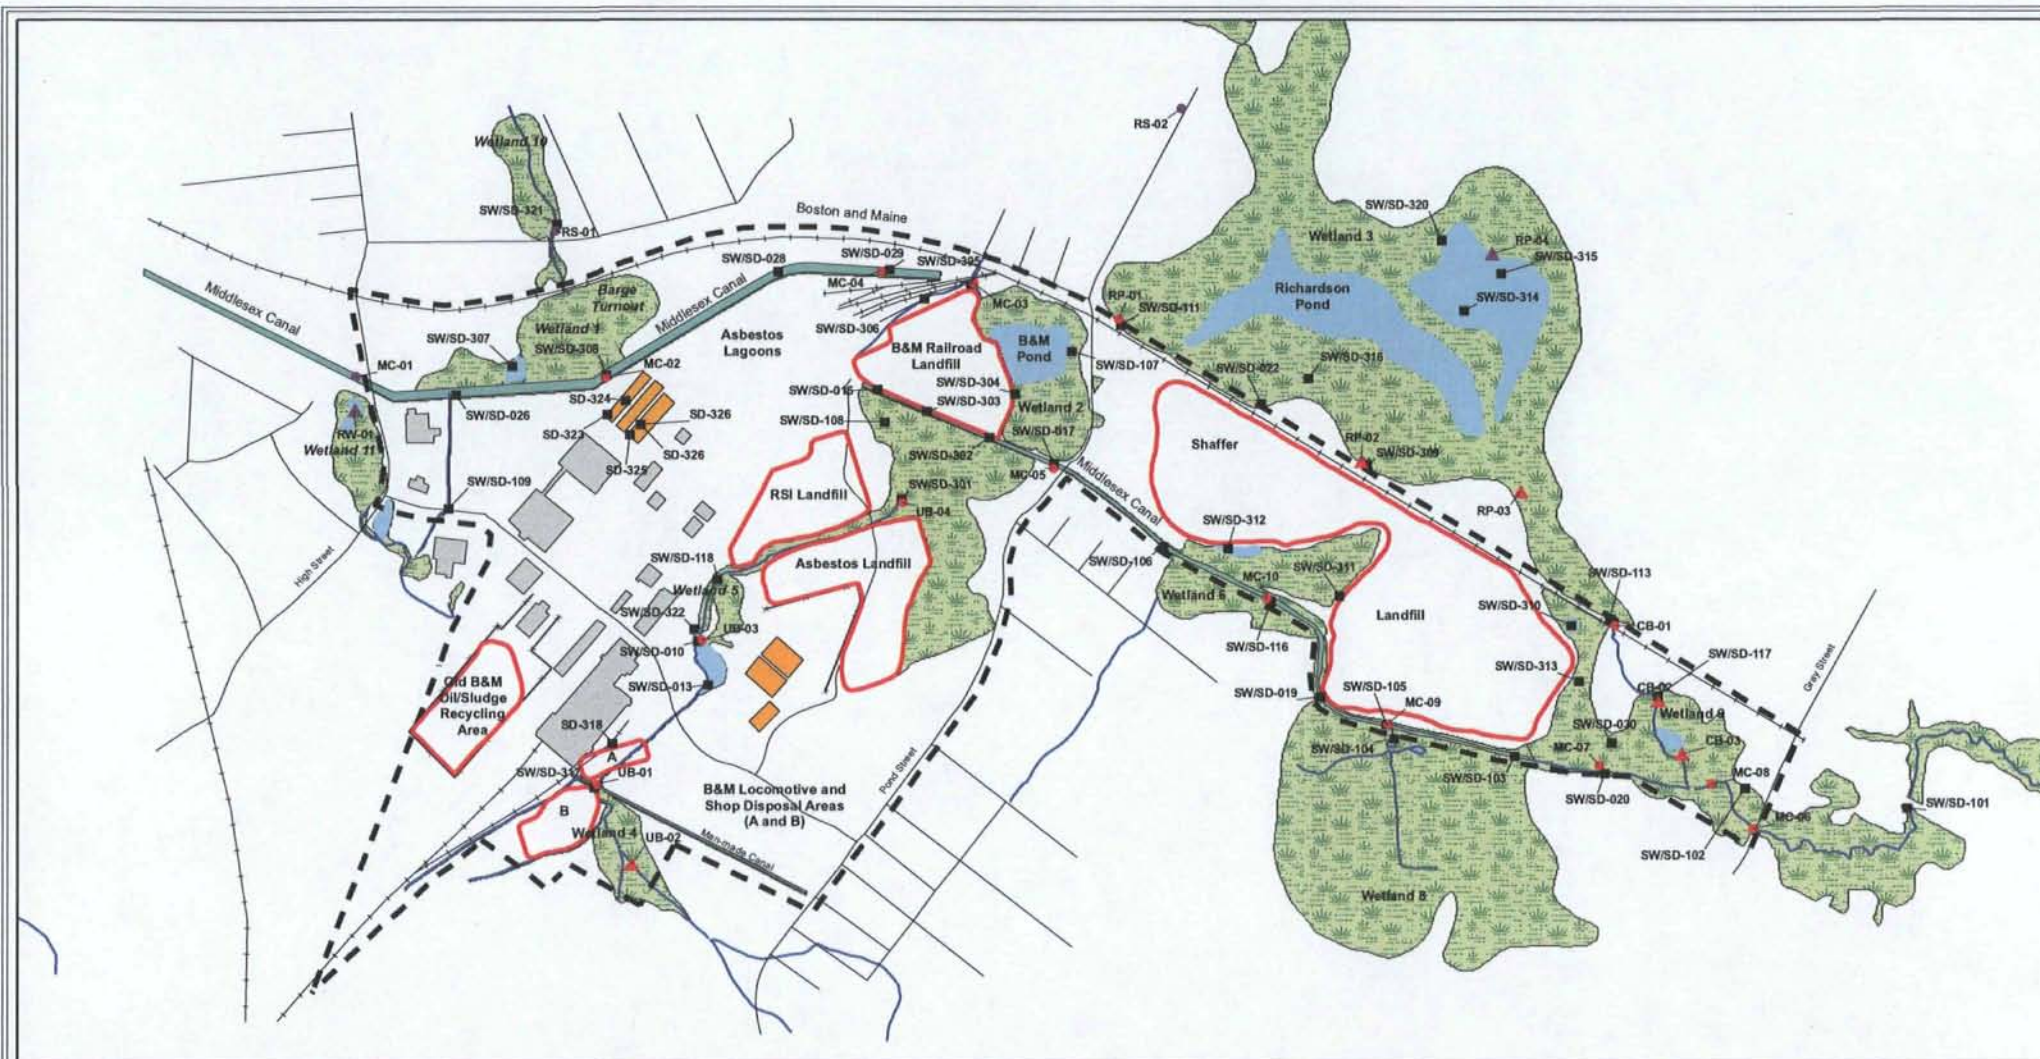 RS-02
Wetland 10
SW/SD-321
RS-01
Boston and Maine
SW/SD-320
Wetland 3
RP-04
SW/SD-315
SW/SD-028
SW/SD-029
SW/SD-305
MC-04
MC-03
Middlesex Canal
Barge
Turnout
Middlesex Canal
Richardson
Pond
SW/SD-314
RP-01
SW/SD-111
SW/SD-307
Wetland 1
SW/SD-308
Asbestos
Lagoons
SW/SD-306
B&M Railroad
Landfill
B&M
Pond
SW/SD-107
SW/SD-316
SW/SD-022
MC-01
MC-02
SW/SD-304
SW/SD-303
Wetland 2
SD-324
SD-326
SW/SD-026
SD-323
SW/SD-108
SW/SD-017
Shaffer
RW-01
Wetland 11
SD-325
SD-326
SW/SD-302
MC-05
RP-02
SW/SD-309
SW/SD-109
RSI Landfill
SW/SD-301
UB-04
Middlesex Canal
RP-03
SW/SD-312
High Street
SW/SD-118
Asbestos Landfill
SW/SD-106
MC-10
SW/SD-311
SW/SD-113
Wetland 5
Wetland 6
SW/SD-322
UB-03
Landfill
SW/SD-310
CB-01
SW/SD-010
SW/SD-116
SW/SD-117
Old B&M
Oil/Sludge
Recycling
Area
SW/SD-013
SW/SD-313
Grey Street
SW/SD-019
SW/SD-105
MC-09
CB-02
Wetland 9
SD-318
SW/SD-030
SW/SD-104
MC-07
CB-03
A
SW/SD-317
UB-01
Pond Street
SW/SD-103
MC-08
B&M Locomotive and
Shop Disposal Areas
(A and B)
SW/SD-020
SW/SD-101
B
Wetland 4
UB-02
Man-made Canal
MC-06
SW/SD-102
Wetland 8